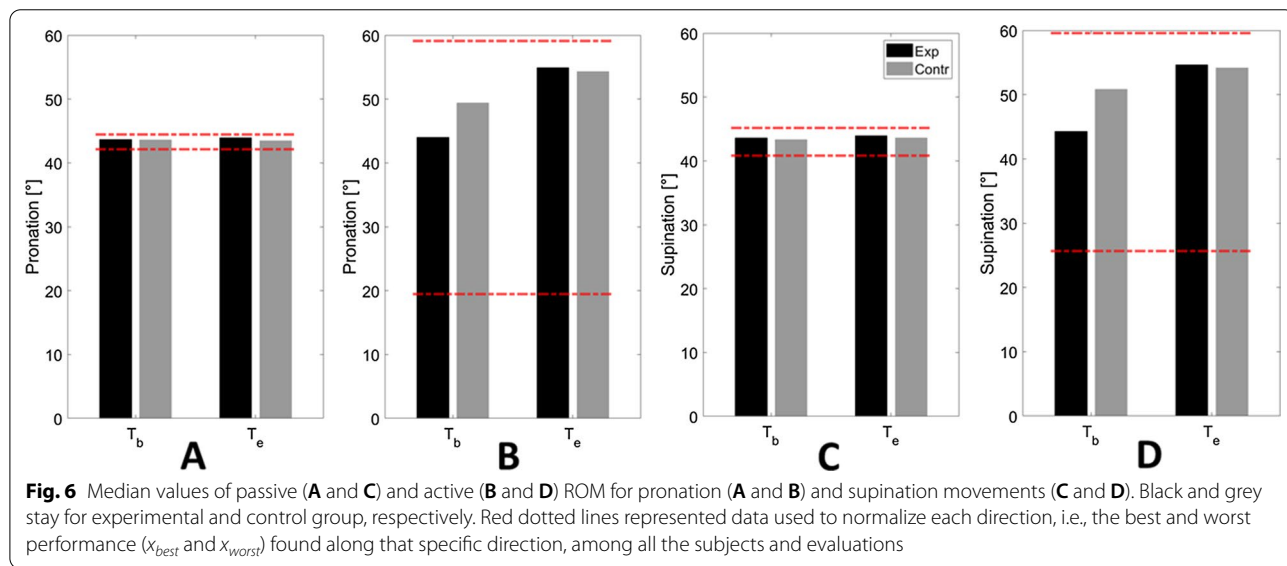 60
50
40
30
20
10
0
Pronation [°]
T_b
T_e
A
60
50
40
30
20
10
0
Pronation [°]
T_b
T_e
B
60
50
40
30
20
10
0
Supination [°]
Exp
Contr
T_b
T_e
C
60
50
40
30
20
10
0
Supination [°]
T_b
T_e
D
Fig. 6 Median values of passive (A and C) and active (B and D) ROM for pronation (A and B) and supination movements (C and D). Black and grey
stay for experimental and control group, respectively. Red dotted lines represented data used to normalize each direction, i.e., the best and worst
performance (x_best and x_worst) found along that specific direction, among all the subjects and evaluations